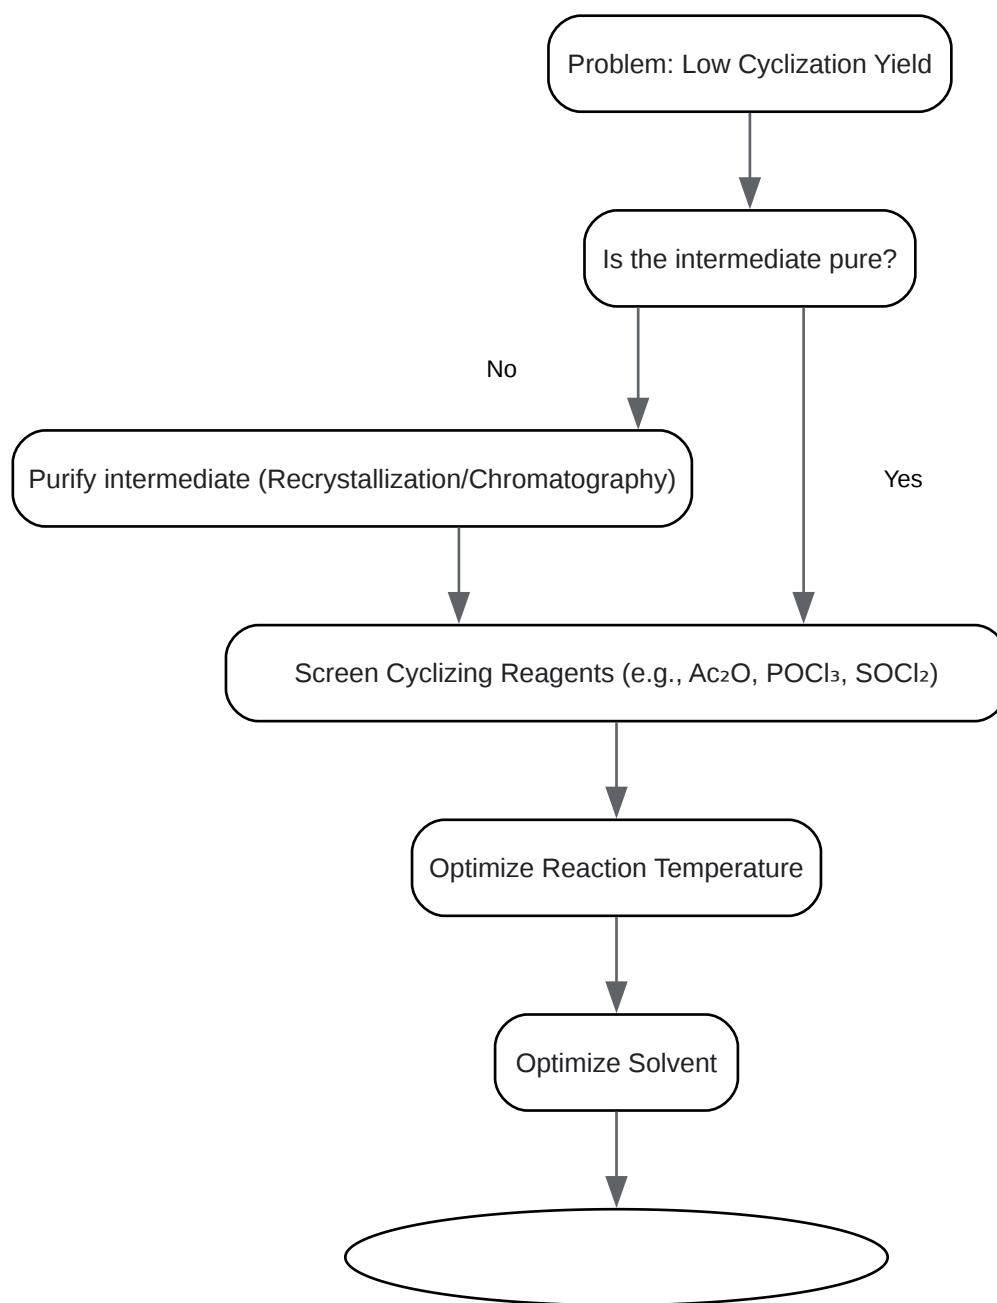 Problem: Low Cyclization Yield
Is the intermediate pure?
No
Purify intermediate (Recrystallization/Chromatography)
Yes
Screen Cyclizing Reagents (e.g., Ac₂O, POCl₃, SOCl₂)
Optimize Reaction Temperature
Optimize Solvent